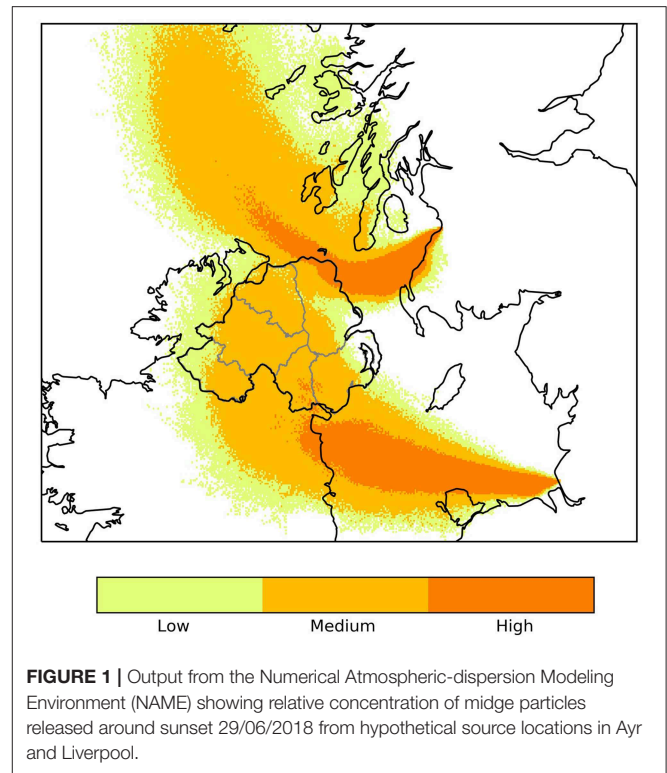 Low Medium High
FIGURE 1 | Output from the Numerical Atmospheric-dispersion Modeling
Environment (NAME) showing relative concentration of midge particles
released around sunset 29/06/2018 from hypothetical source locations in Ayr
and Liverpool.